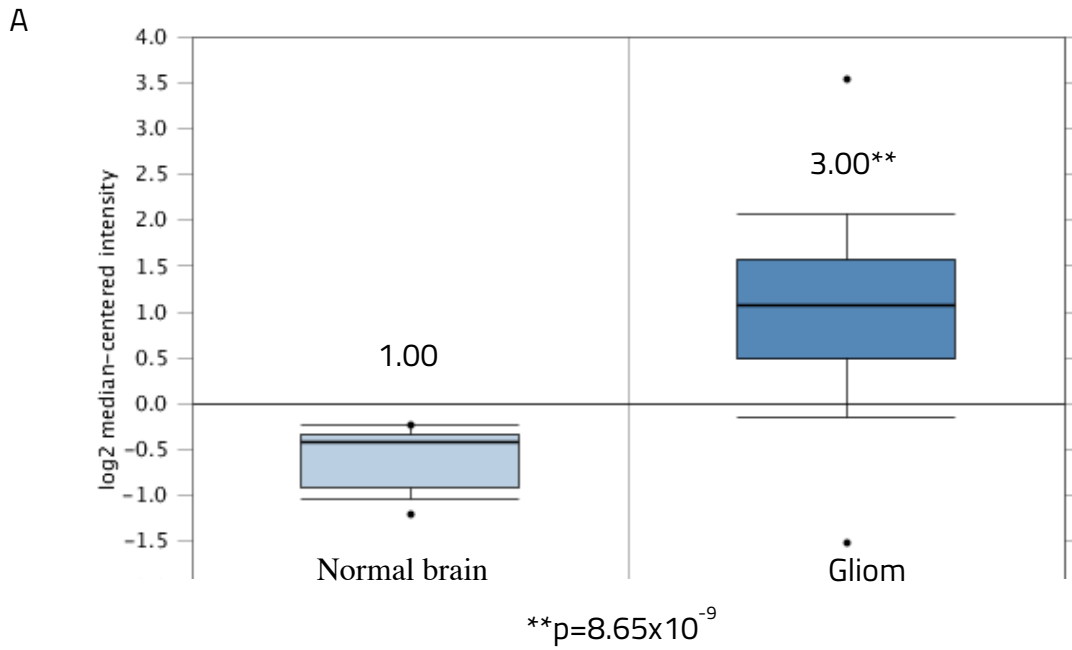 A
4.0
3.5
3.0
2.5
2.0
1.5
1.0
0.5
0.0
-0.5
-1.0
-1.5
log2 median-centered intensity
3.00**
1.00
Normal brain
Gliom
**p=8.65x10⁻⁹